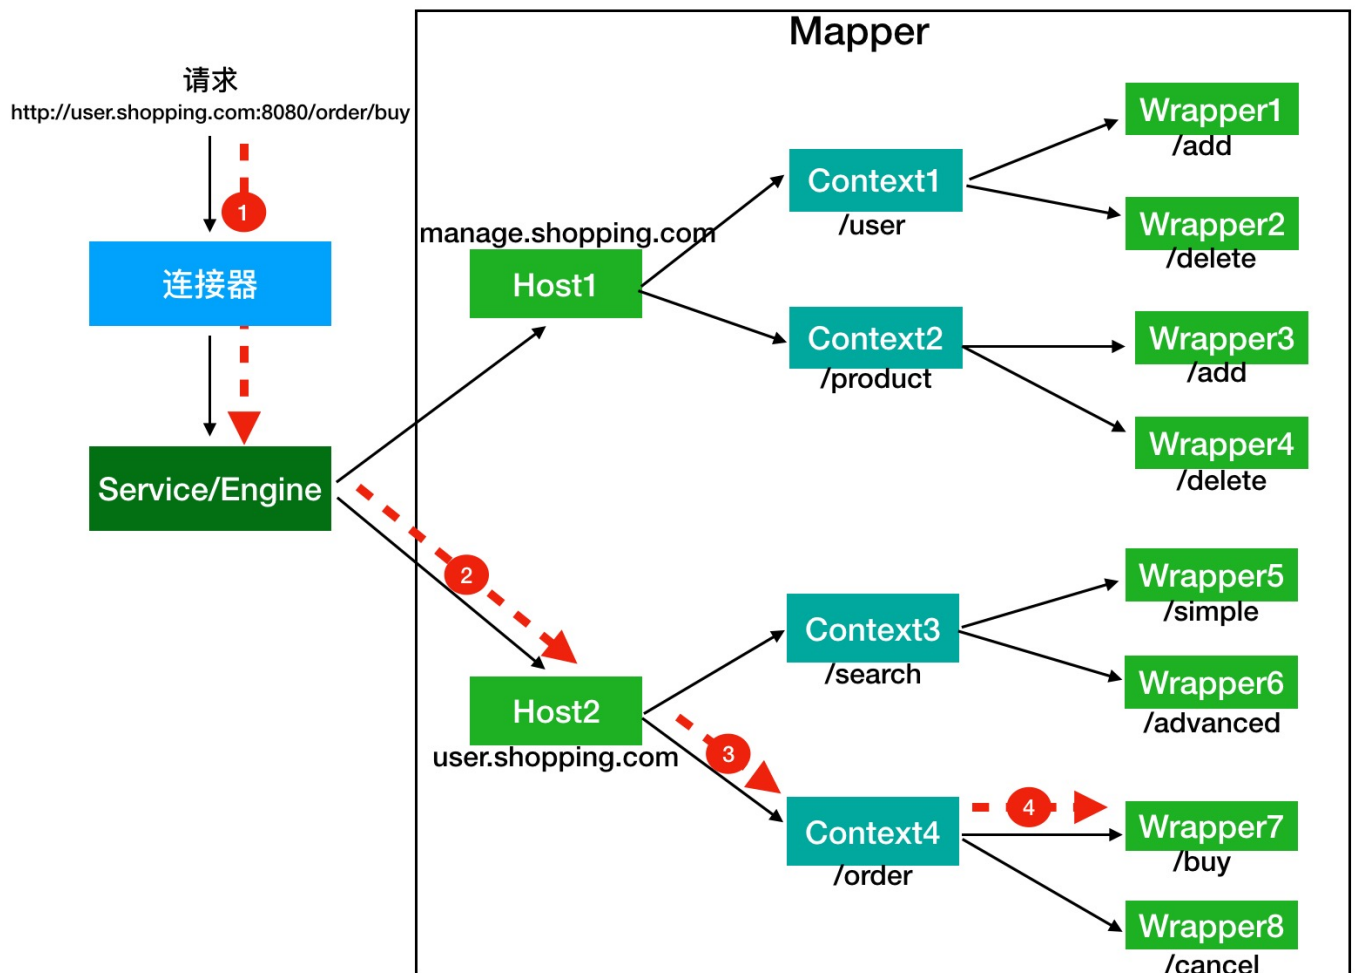 Mapper
请求
http://user.shopping.com:8080/order/buy
1
连接器
Service/Engine
manage.shopping.com
Host1
Context1
/user
Wrapper1
/add
Wrapper2
/delete
Context2
/product
Wrapper3
/add
Wrapper4
/delete
2
Host2
user.shopping.com
Context3
/search
Wrapper5
/simple
Wrapper6
/advanced
3
Context4
/order
4
Wrapper7
/buy
Wrapper8
/cancel